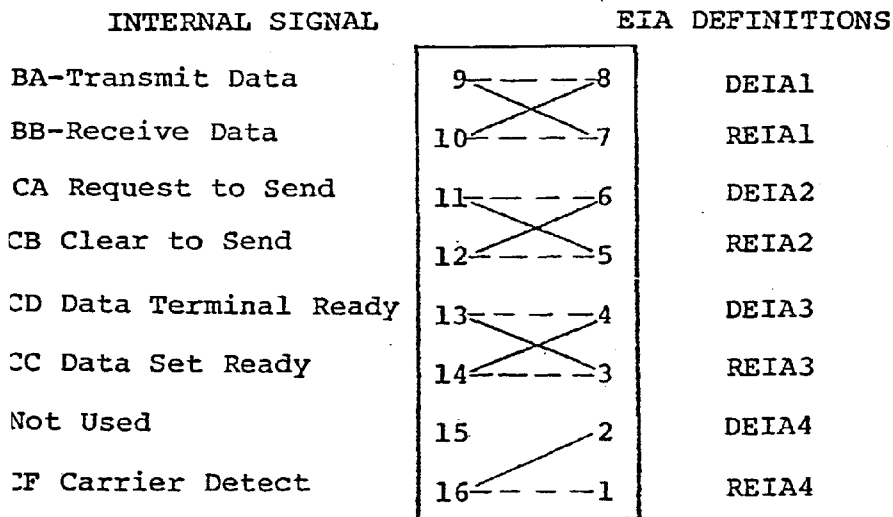 INTERNAL SIGNAL EIA DEFINITIONS
BA-Transmit Data 9 8 DEIA1
BB-Receive Data 10 7 REIA1
CA Request to Send 11 6 DEIA2
CB Clear to Send 12 5 REIA2
CD Data Terminal Ready 13 4 DEIA3
CC Data Set Ready 14 3 REIA3
Not Used 15 2 DEIA4
CF Carrier Detect 16 1 REIA4